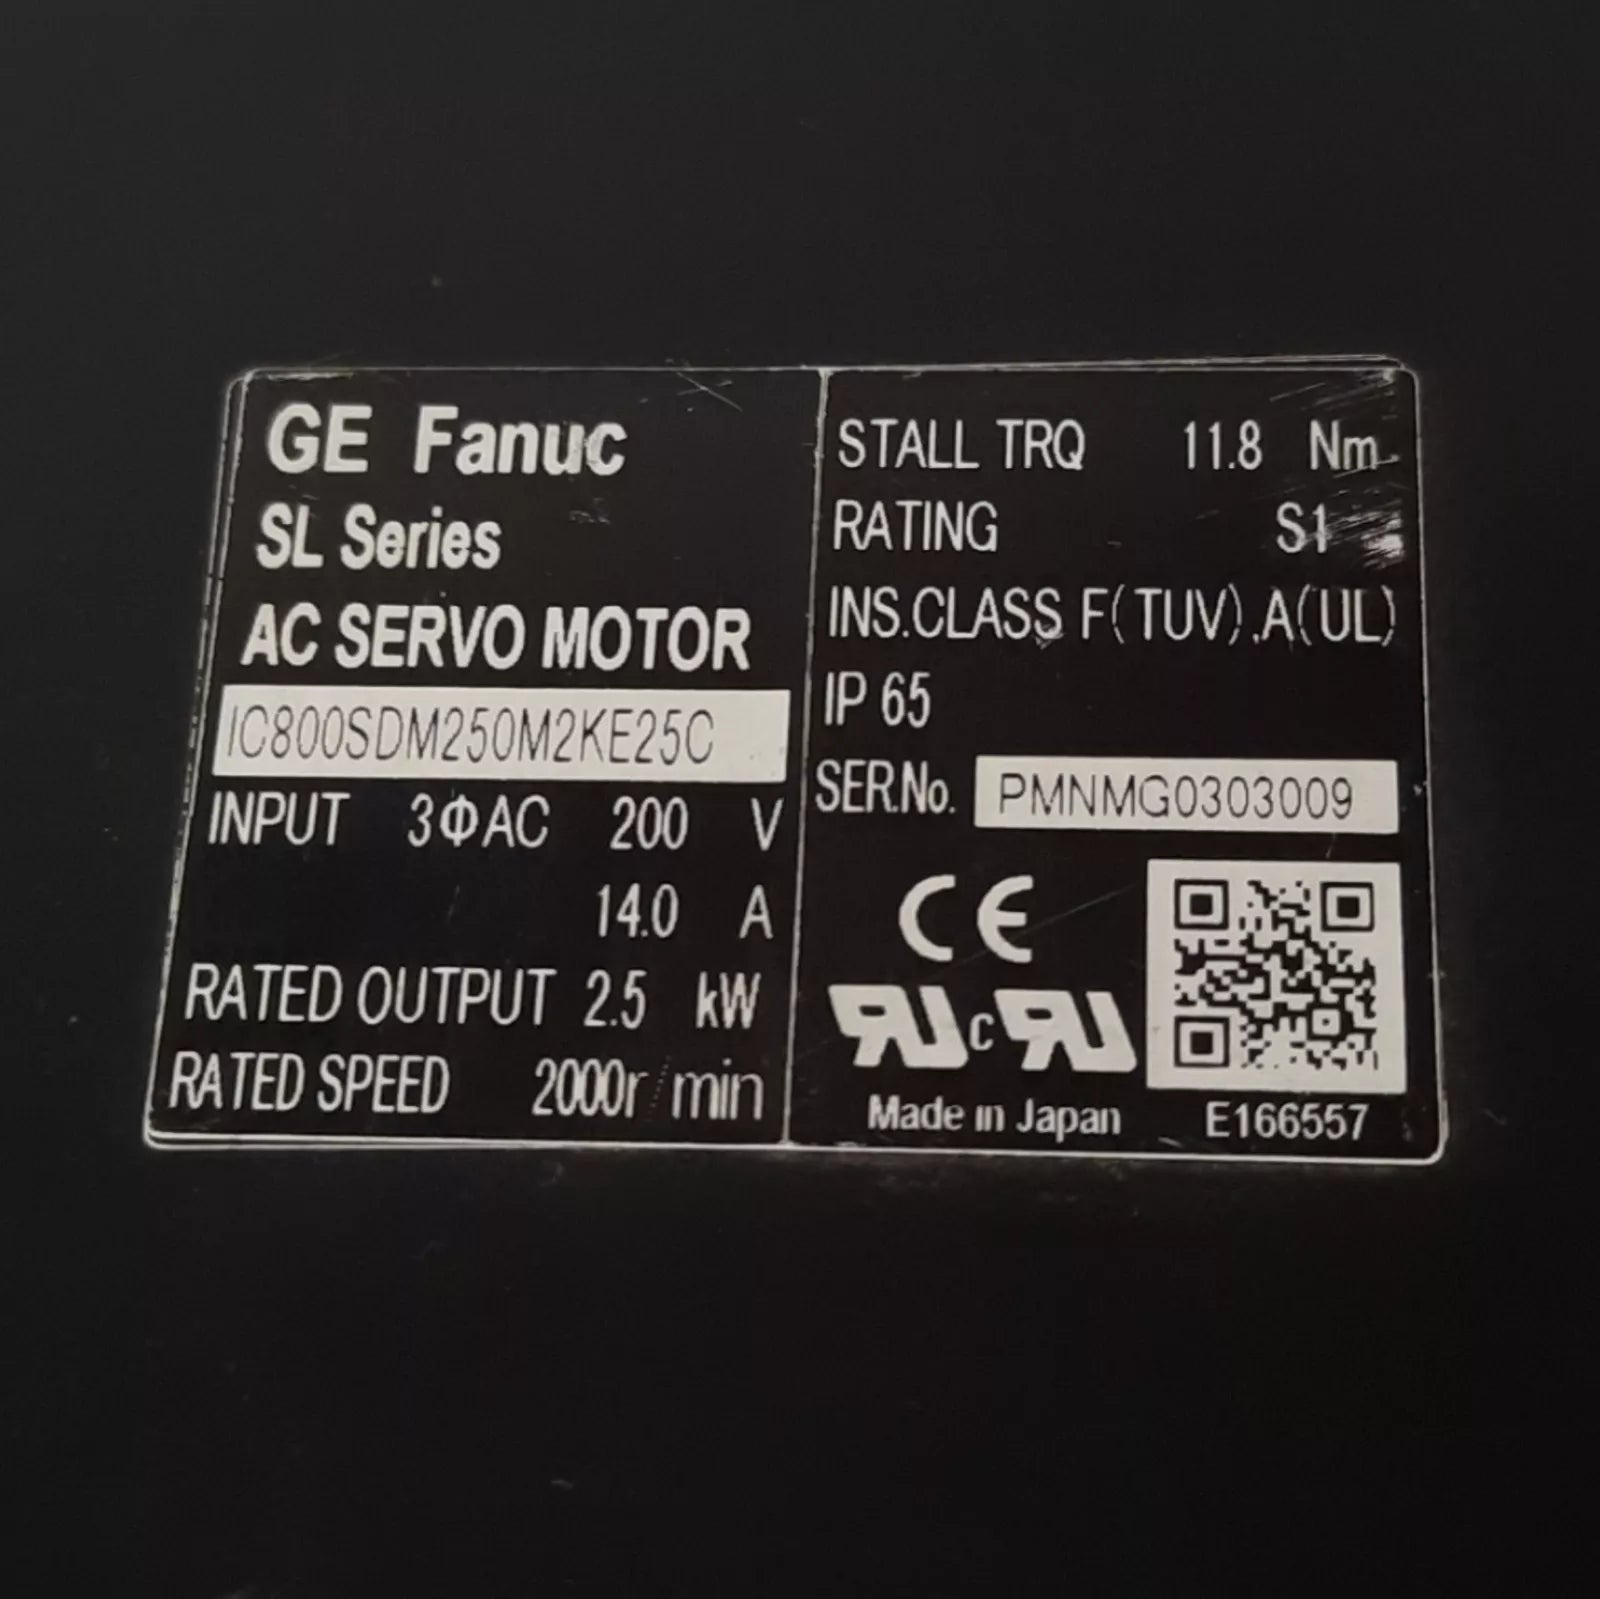 GE Fanuc
SL Series
AC SERVO MOTOR
IC800SDM250M2KE25C
INPUT 3ΦAC 200 V
14.0 A
RATED OUTPUT 2.5 kW
RATED SPEED 2000r min
STALL TRQ 11.8 Nm
RATING S1
INS.CLASS F(TUV),A(UL)
IP 65
SER.No. PMNMG0303009
CE
RU c RU
Made in Japan E166557